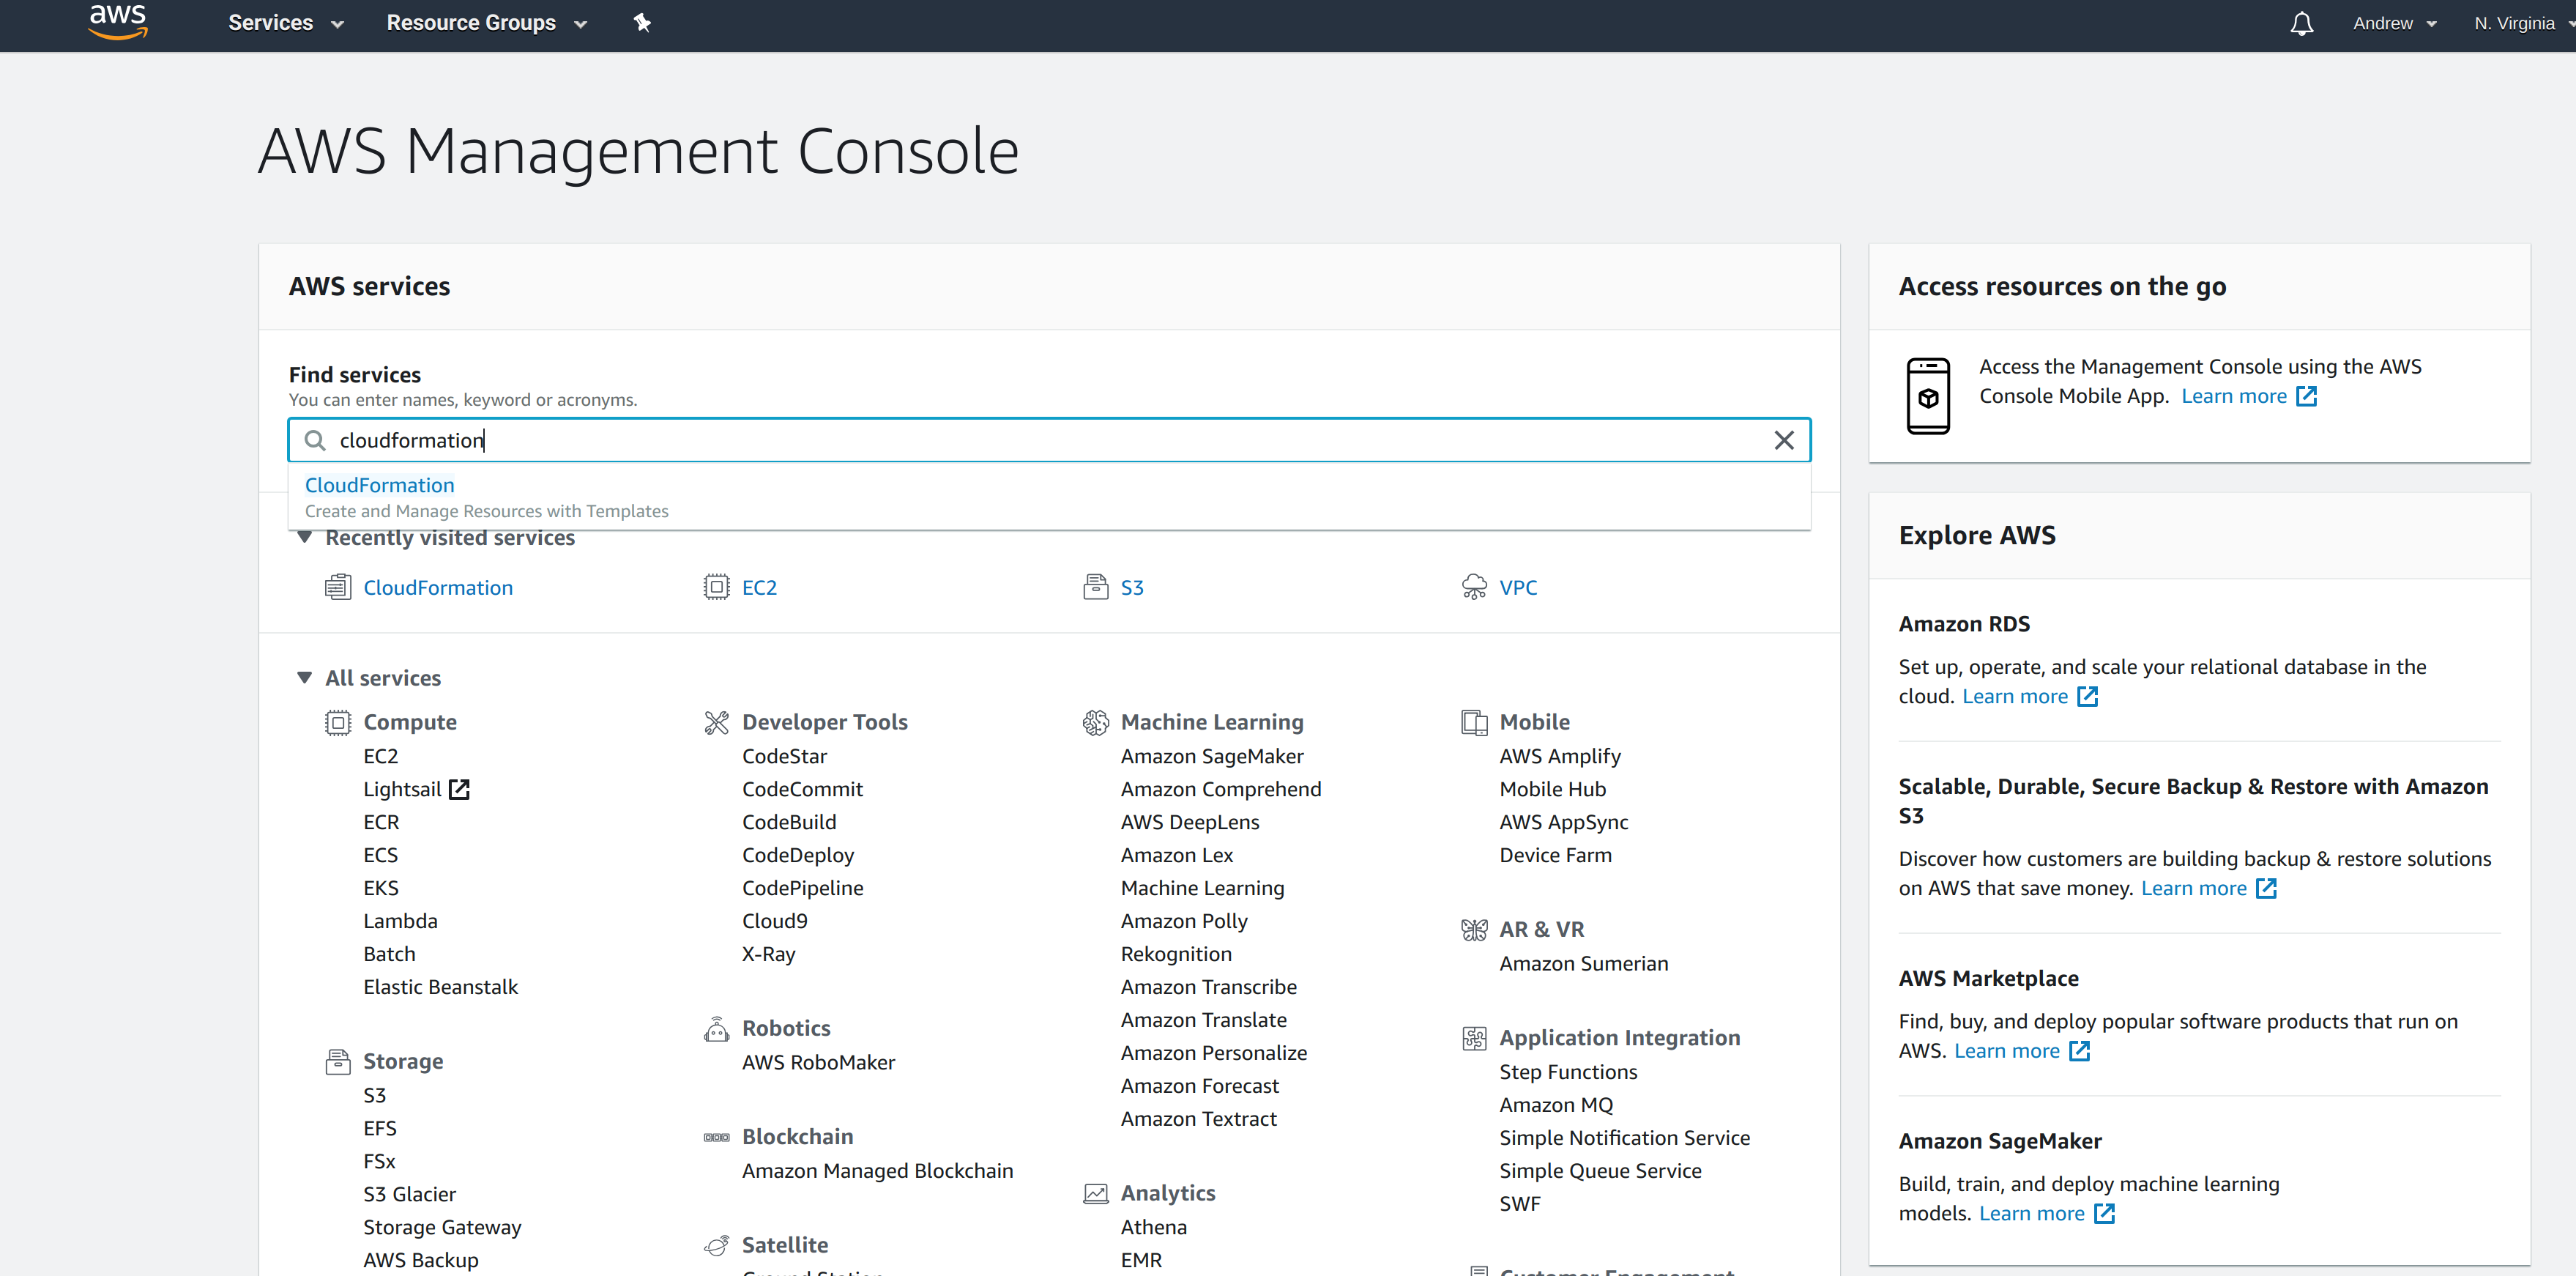 aws
Services
Resource Groups
Andrew
N. Virginia
AWS Management Console
AWS services
Find services
You can enter names, keyword or acronyms.
cloudformation
CloudFormation
Create and Manage Resources with Templates
Recently visited services
CloudFormation
EC2
S3
VPC
All services
Compute
EC2
Lightsail
ECR
ECS
EKS
Lambda
Batch
Elastic Beanstalk
Storage
S3
EFS
FSx
S3 Glacier
Storage Gateway
AWS Backup
Developer Tools
CodeStar
CodeCommit
CodeBuild
CodeDeploy
CodePipeline
Cloud9
X-Ray
Robotics
AWS RoboMaker
Blockchain
Amazon Managed Blockchain
Satellite
Ground Station
Machine Learning
Amazon SageMaker
Amazon Comprehend
AWS DeepLens
Amazon Lex
Machine Learning
Amazon Polly
Rekognition
Amazon Transcribe
Amazon Translate
Amazon Personalize
Amazon Forecast
Amazon Textract
Analytics
Athena
EMR
Mobile
AWS Amplify
Mobile Hub
AWS AppSync
Device Farm
AR & VR
Amazon Sumerian
Application Integration
Step Functions
Amazon MQ
Simple Notification Service
Simple Queue Service
SWF
Customer Engagement
Access resources on the go
Access the Management Console using the AWS
Console Mobile App. Learn more
Explore AWS
Amazon RDS
Set up, operate, and scale your relational database in the
cloud. Learn more
Scalable, Durable, Secure Backup & Restore with Amazon
S3
Discover how customers are building backup & restore solutions
on AWS that save money. Learn more
AWS Marketplace
Find, buy, and deploy popular software products that run on
AWS. Learn more
Amazon SageMaker
Build, train, and deploy machine learning
models. Learn more